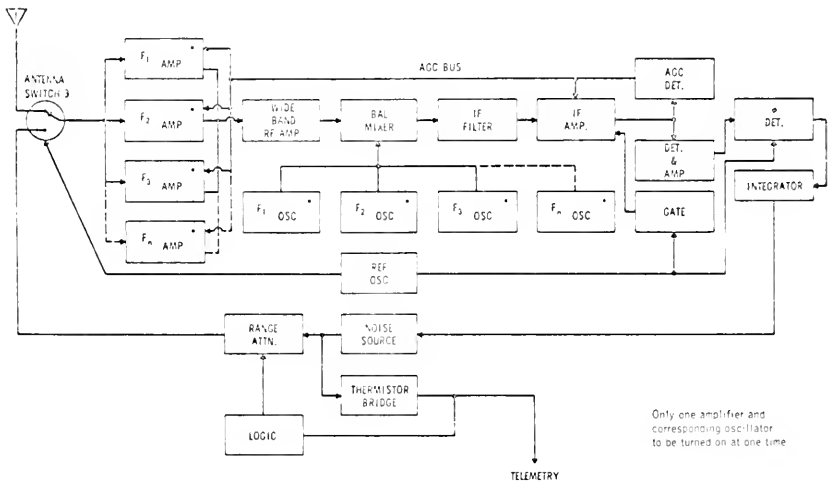 ANTENNA
SWITCH 3
F1 AMP *
F2 AMP *
F3 AMP *
Fn AMP *
AGC BUS
WIDE
BAND
RF AMP
BAL
MIXER
IF
FILTER
IF
AMP.
AGC
DET.
DET.
&
AMP
Φ
DET.
INTEGRATOR
F1 OSC *
F2 OSC *
F3 OSC *
Fn OSC *
GATE
REF
OSC
RANGE
ATTN.
NOISE
SOURCE
THERMISTOR
BRIDGE
LOGIC
TELEMETRY
Only one amplifier and
corresponding oscillator
to be turned on at one time